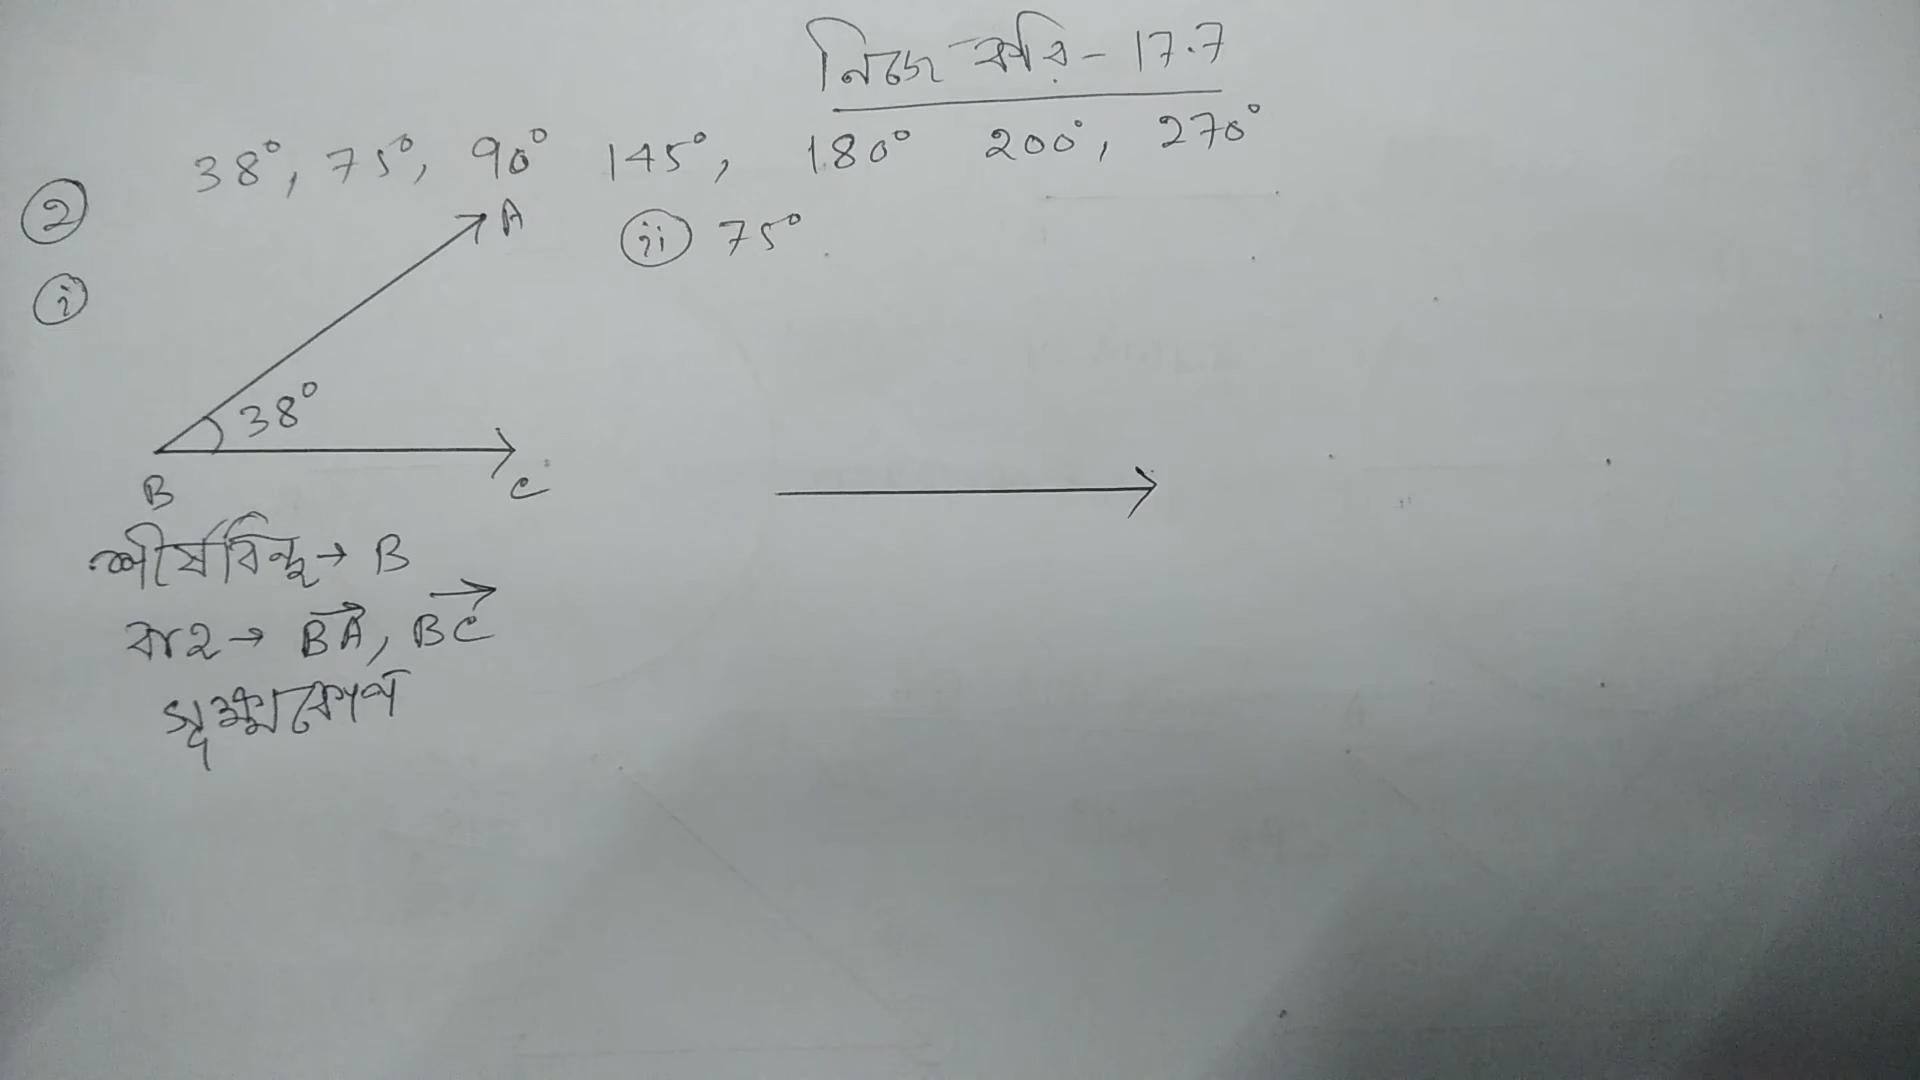 নিজে করি - 17.7
② 38°, 75°, 90° 145°, 180° 200°, 270°
ⓘ
A
38°
B
C
শীর্ষবিন্দু → B
বাহু → BA, BC
সূক্ষ্মকোণ
ⓘⓘ 75°